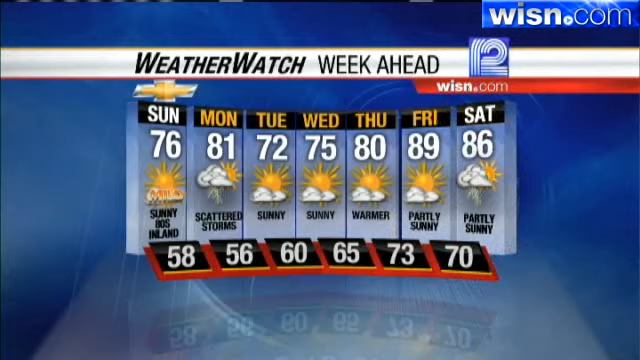 wisn.com
WEATHERWATCH WEEK AHEAD
12
wisn.com
SUN MON TUE WED THU FRI SAT
76 81 72 75 80 89 86
SUNNY 80S INLAND
SCATTERED STORMS
SUNNY
SUNNY
WARMER
PARTLY SUNNY
PARTLY SUNNY
58 56 60 65 73 70